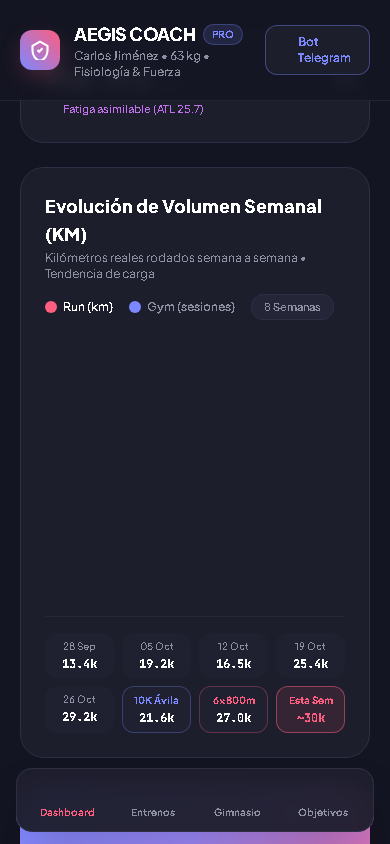 AEGIS COACH PRO
Carlos Jiménez • 63 kg •
Fisiología & Fuerza
Bot
Telegram
Fatiga asimilable (ATL 25.7)
Evolución de Volumen Semanal
(KM)
Kilómetros reales rodados semana a semana •
Tendencia de carga
Run (km) Gym (sesiones) 8 Semanas
28 Sep 05 Oct 12 Oct 19 Oct
13.4k 19.2k 16.5k 25.4k
26 Oct 10K Ávila 6x800m Esta Sem
29.2k 21.6k 27.0k ~30k
Dashboard Entrenos Gimnasio Objetivos